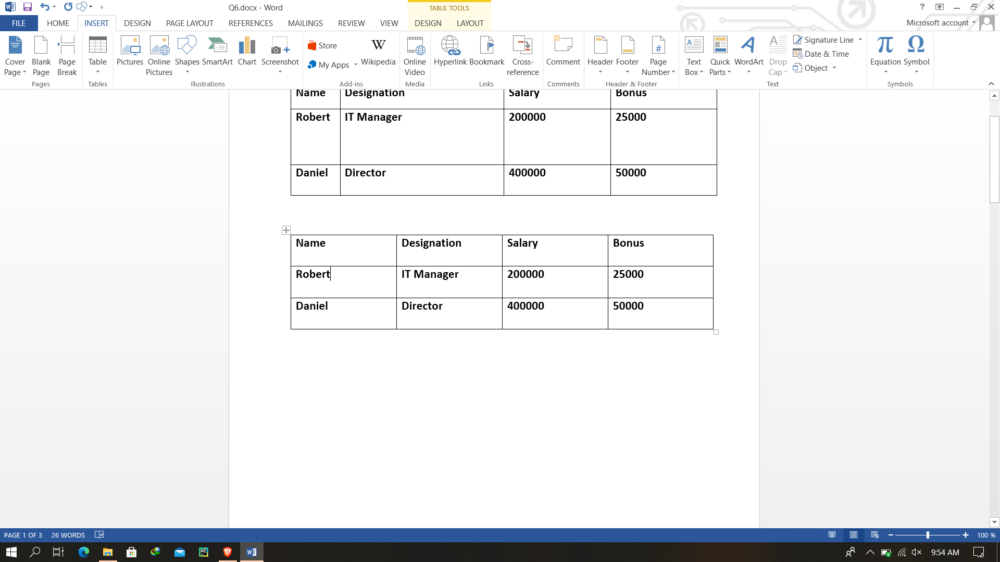 Q6.docx - Word
TABLE TOOLS
?
FILE HOME INSERT DESIGN PAGE LAYOUT REFERENCES MAILINGS REVIEW VIEW DESIGN LAYOUT Microsoft account
Cover Page
Blank Page
Page Break
Pages
Table
Tables
Pictures
Online Pictures
Shapes
SmartArt
Chart
Screenshot
Illustrations
Store
My Apps
W
Wikipedia
Add-ins
Online Video
Media
Hyperlink
Bookmark
Cross-reference
Links
Comment
Comments
Header
Footer
#
Page Number
Header & Footer
A
Text Box
Quick Parts
A
WordArt
A
Drop Cap
Signature Line
Date & Time
Object
Text
π
Equation
Ω
Symbol
Symbols
Name Designation Salary Bonus
Robert IT Manager 200000 25000
Daniel Director 400000 50000
Name Designation Salary Bonus
Robert IT Manager 200000 25000
Daniel Director 400000 50000
PAGE 1 OF 3 26 WORDS 100 %
PC
9:54 AM